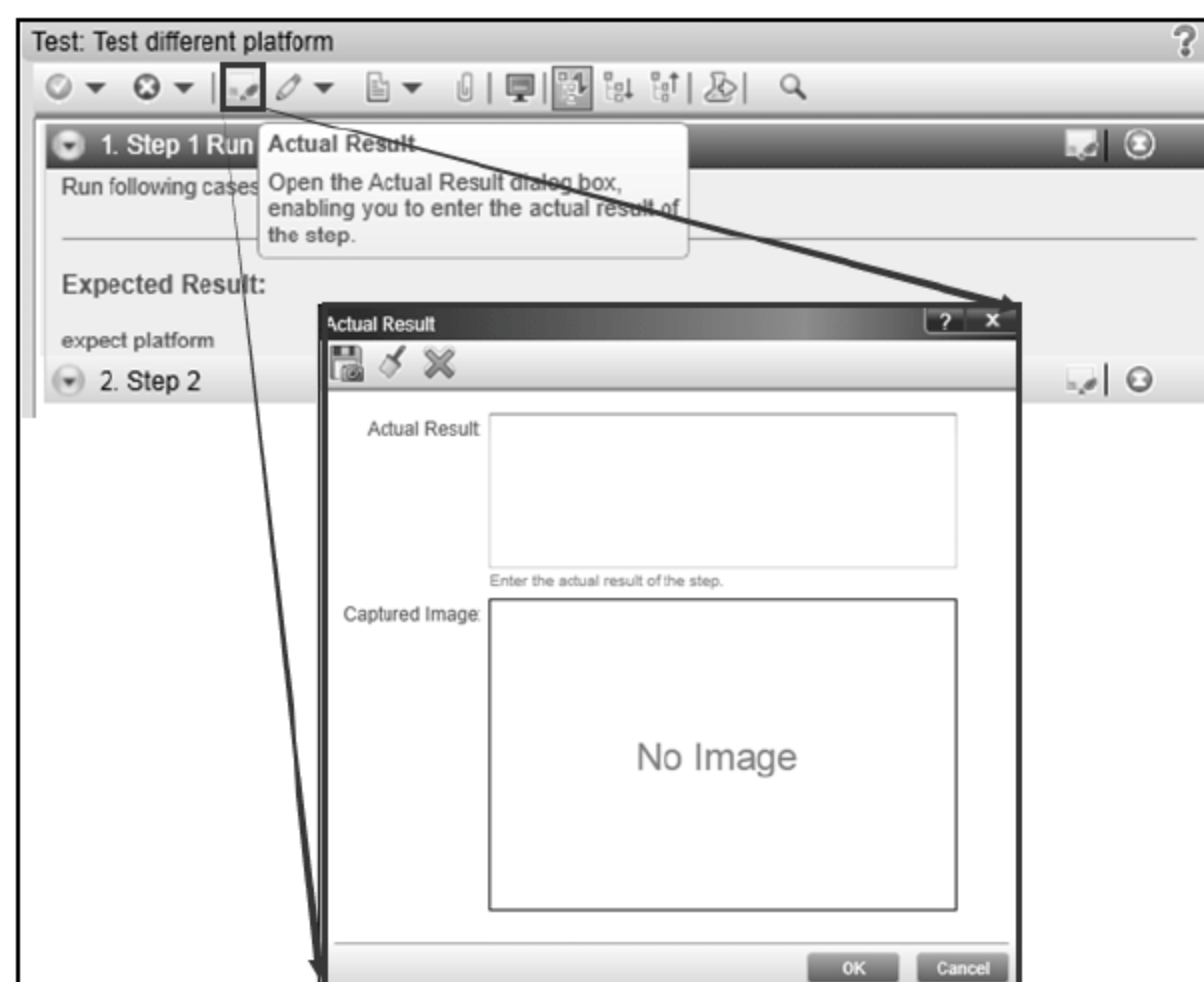 Test: Test different platform
?
1. Step 1 Run
Actual Result
Run following cases
Open the Actual Result dialog box,
enabling you to enter the actual result of
the step.
Expected Result:
expect platform
2. Step 2
Actual Result
? X
Actual Result:
Enter the actual result of the step.
Captured Image:
No Image
OK
Cancel